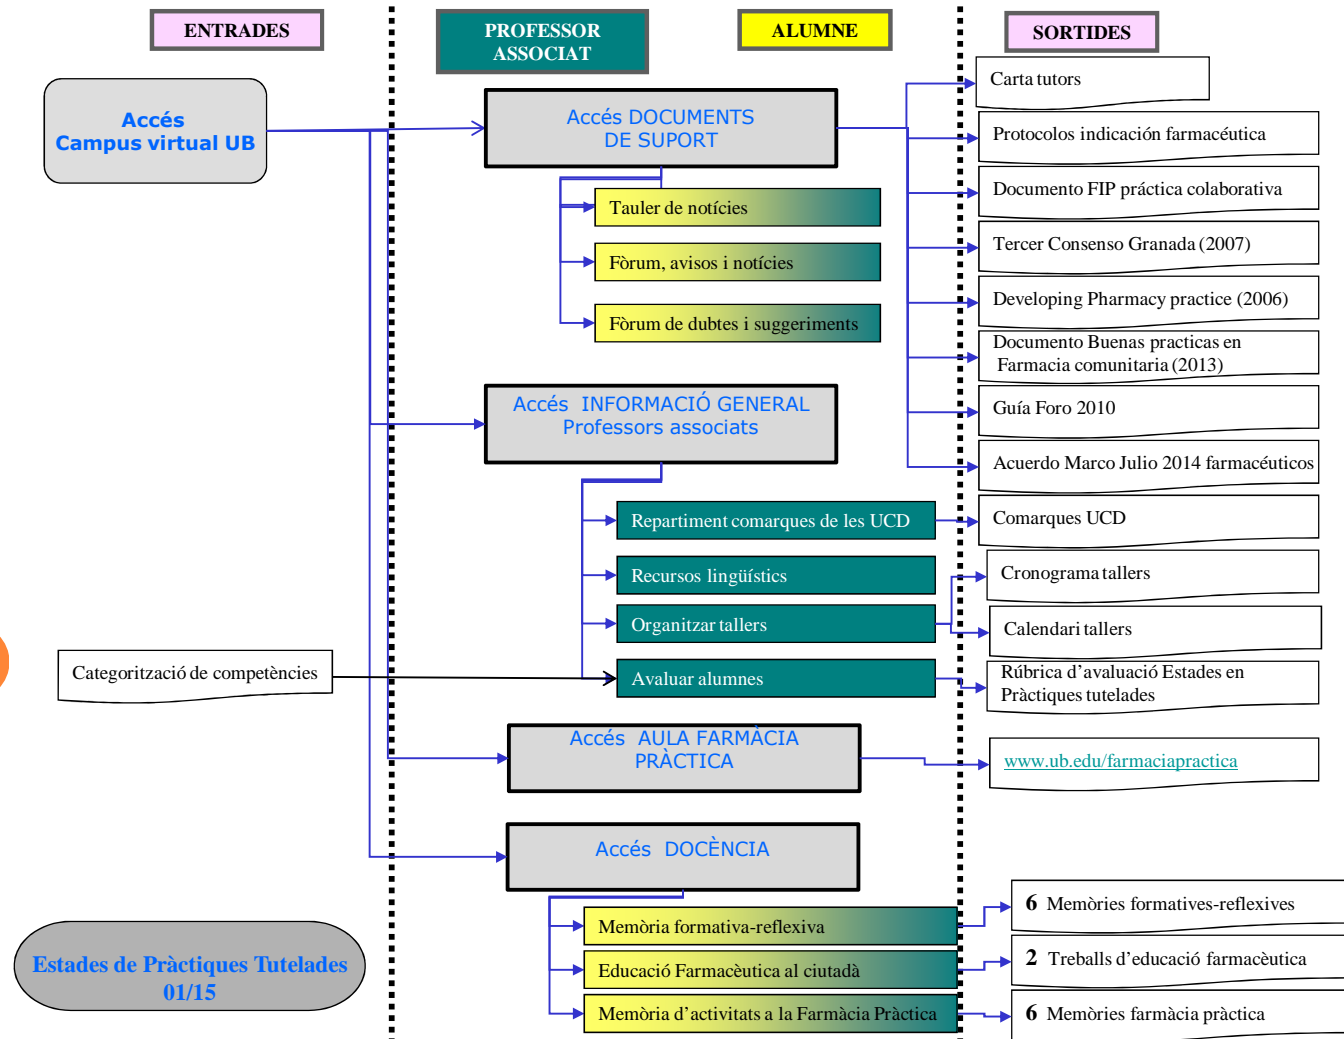 ENTRADES
PROFESSOR
ASSOCIAT
ALUMNE
SORTIDES
Accés
Campus virtual UB
Accés DOCUMENTS
DE SUPORT
Tauler de notícies
Fòrum, avisos i notícies
Fòrum de dubtes i suggeriments
Carta tutors
Protocolos indicación farmacéutica
Documento FIP práctica colaborativa
Tercer Consenso Granada (2007)
Developing Pharmacy practice (2006)
Documento Buenas practicas en
Farmacia comunitaria (2013)
Guía Foro 2010
Acuerdo Marco Julio 2014 farmacéuticos
Accés INFORMACIÓ GENERAL
Professors associats
Repartiment comarques de les UCD
Recursos lingüístics
Organitzar tallers
Avaluar alumnes
Comarques UCD
Cronograma tallers
Calendari tallers
Rúbrica d’avaluació Estades en
Pràctiques tutelades
Categorització de competències
Accés AULA FARMÀCIA
PRÀCTICA
www.ub.edu/farmaciapractica
Accés DOCÈNCIA
Memòria formativa-reflexiva
Educació Farmacèutica al ciutadà
Memòria d’activitats a la Farmàcia Pràctica
6 Memòries formatives-reflexives
2 Treballs d’educació farmacèutica
6 Memòries farmàcia pràctica
Estades de Pràctiques Tutelades
01/15